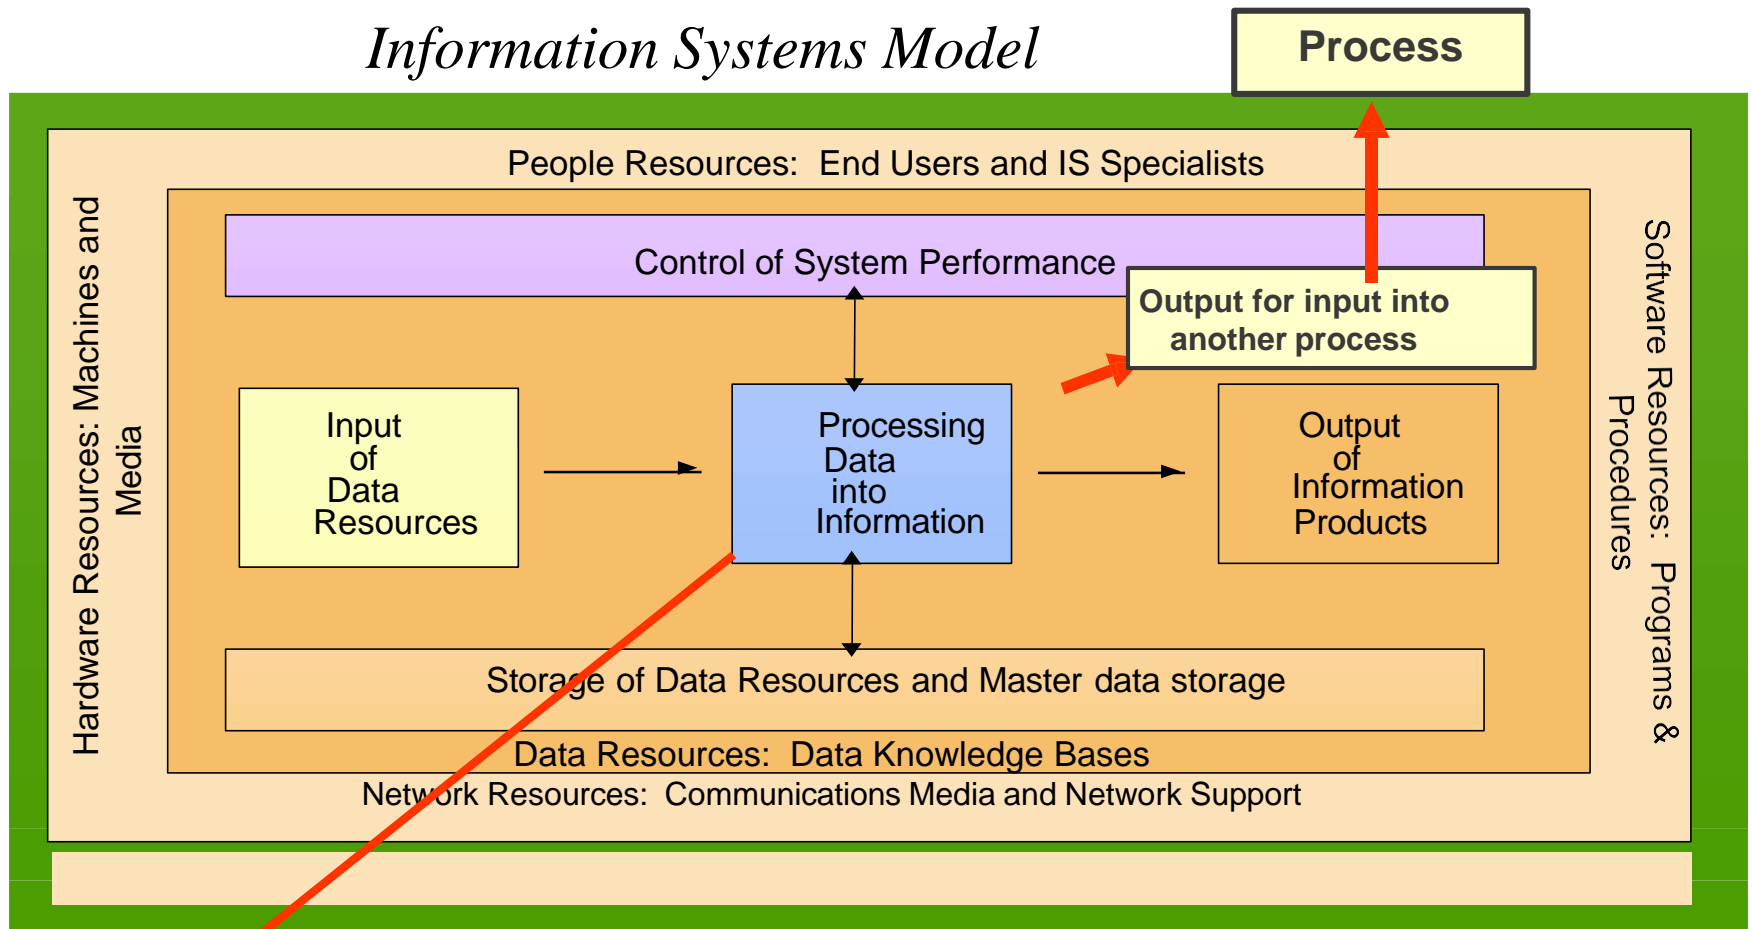 Information Systems Model
Process
People Resources:  End Users and IS Specialists
Hardware Resources: Machines and
Media
Control of System Performance
Output for input into
another process
Input
of
Data
Resources
Processing
Data
into
Information
Output
of
Information
Products
Software Resources:  Programs &
Procedures
Storage of Data Resources and Master data storage
Data Resources:  Data Knowledge Bases
Network Resources:  Communications Media and Network Support